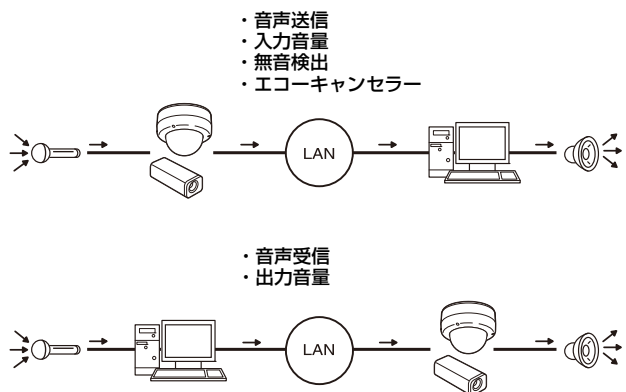 ・音声送信
・入力音量
・無音検出
・エコーキャンセラー
LAN
・音声受信
・出力音量
LAN